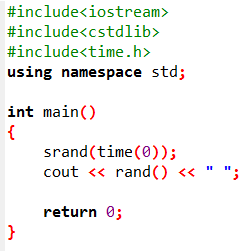 #include<iostream>
#include<cstdlib>
#include<time.h>
using namespace std;
int main()
{
srand(time(0));
cout << rand() << " ";
return 0;
}